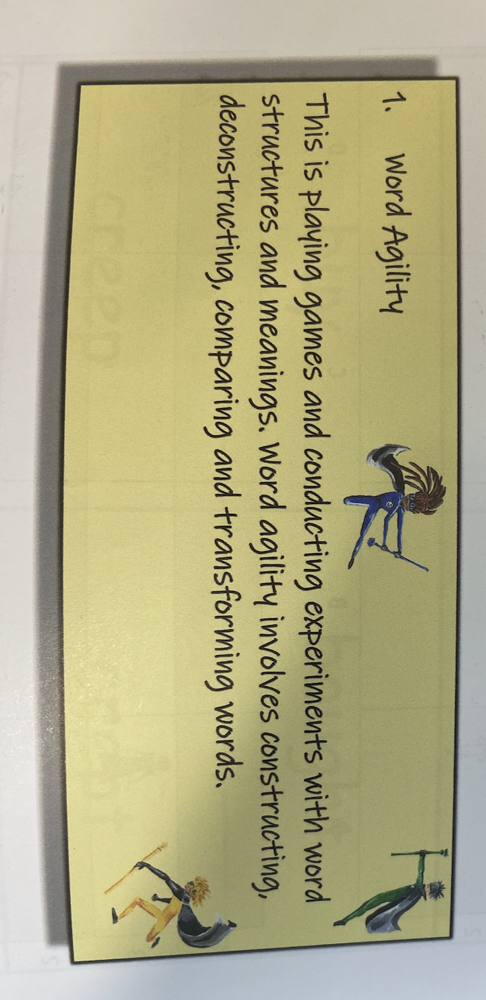 1. Word Agility
This is playing games and conducting experiments with word
structures and meanings. Word agility involves constructing,
deconstructing, comparing and transforming words.